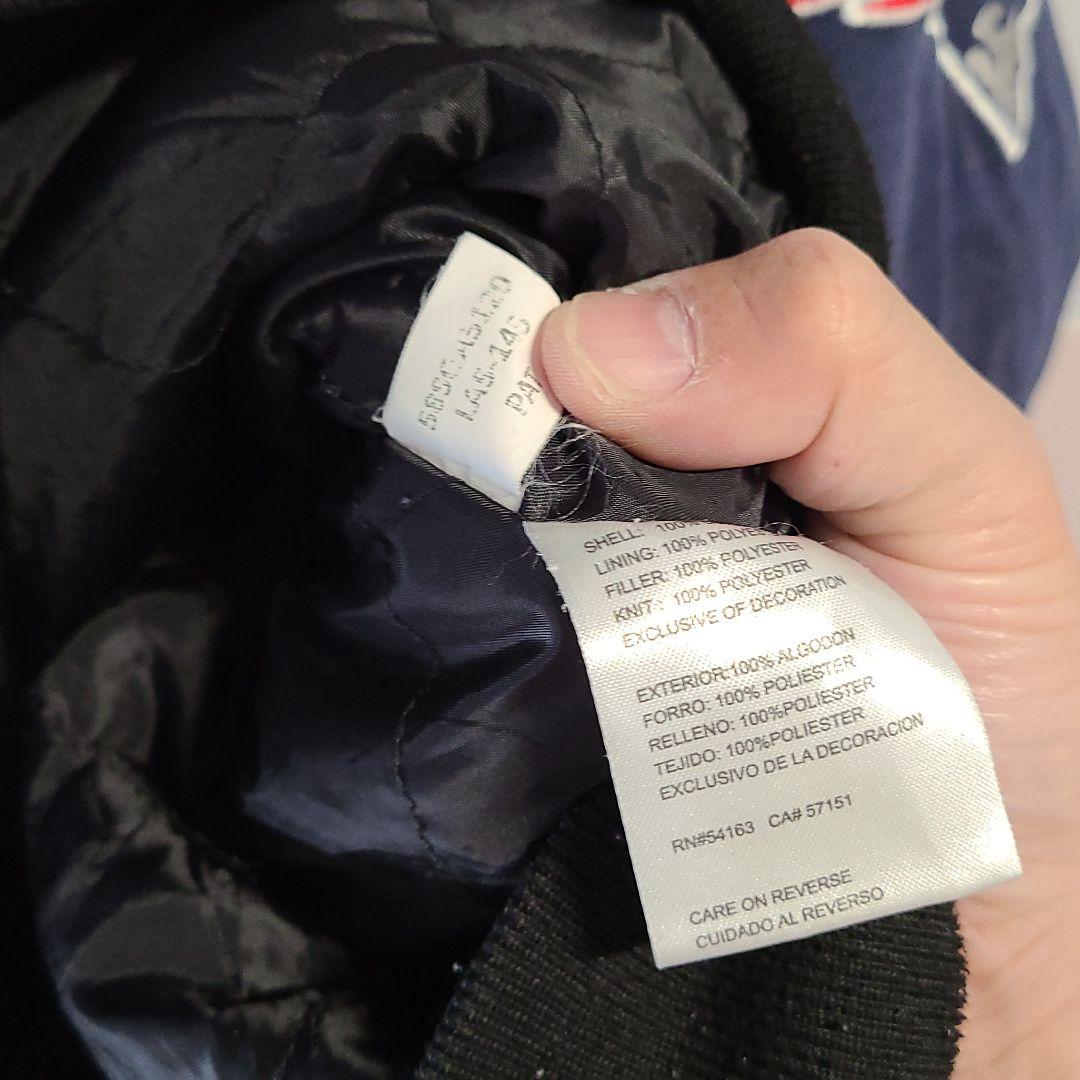 SHELL: 100%
LINING: 100% POLYESTER
FILLER: 100% POLYESTER
KNIT: 100% POLYESTER
EXCLUSIVE OF DECORATION
EXTERIOR:100% ALGODON
FORRO: 100% POLIESTER
RELLENO: 100%POLIESTER
TEJIDO: 100%POLIESTER
EXCLUSIVO DE LA DECORACION
RN#54163 CA# 57151
CARE ON REVERSE
CUIDADO AL REVERSO